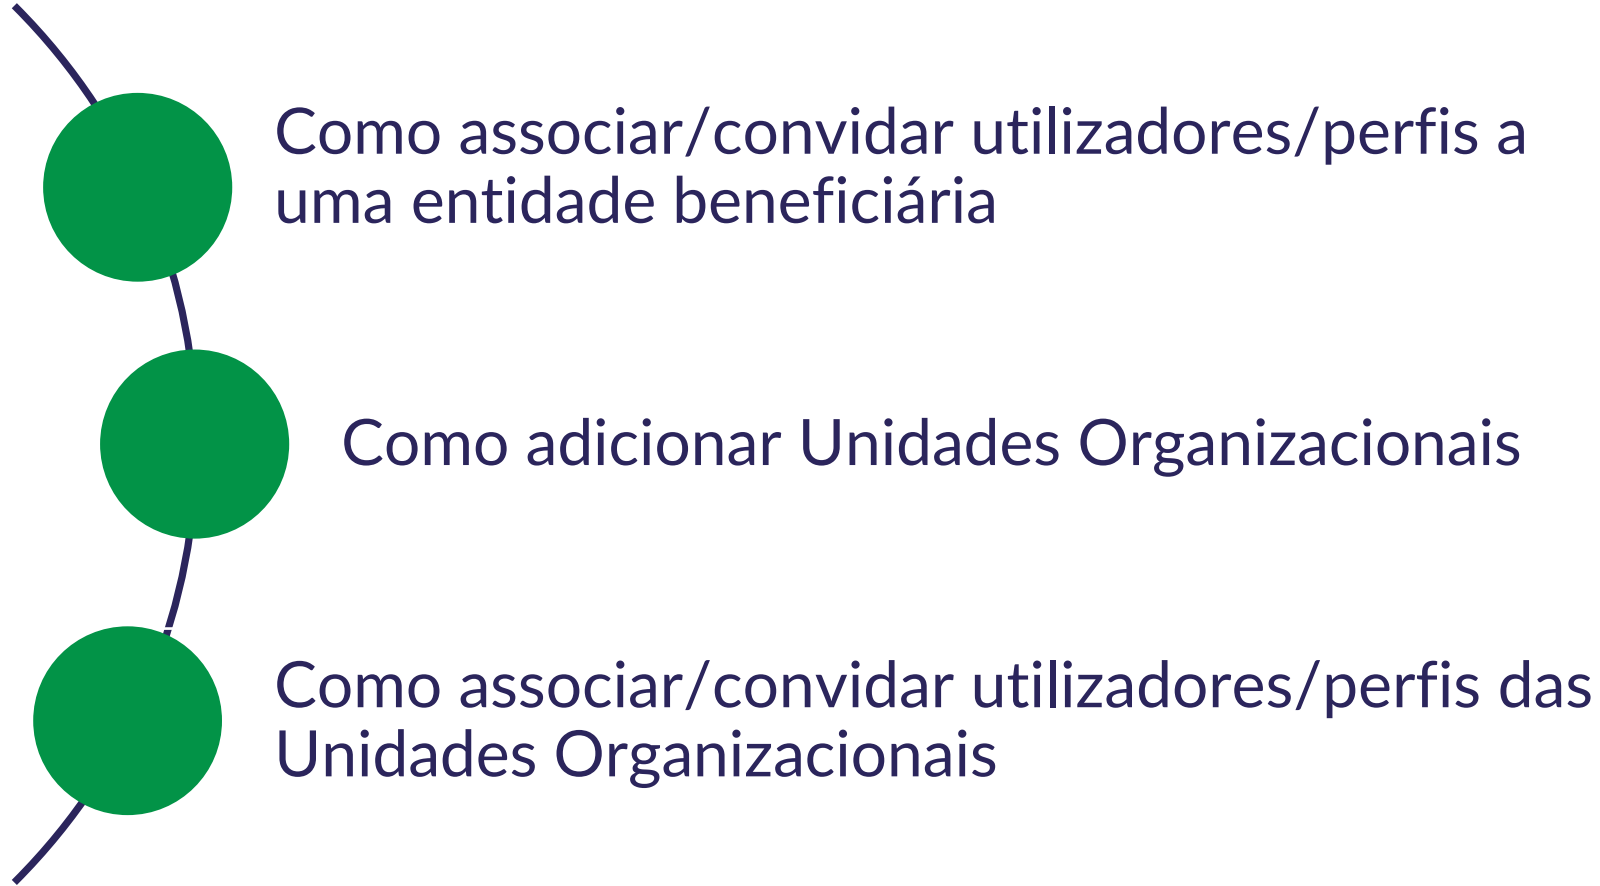 Como associar/convidar utilizadores/perfis a
uma entidade beneficiária
Como adicionar Unidades Organizacionais
Como associar/convidar utilizadores/perfis das
Unidades Organizacionais